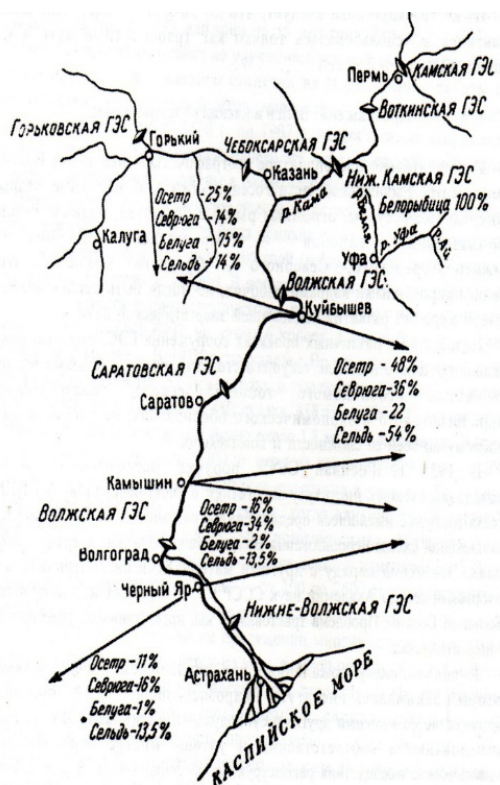 Пермь
КАМСКАЯ ГЭС
ВОТКИНСКАЯ ГЭС
ГОРЬКОВСКАЯ ГЭС
Горький
ЧЕБОКСАРСКАЯ ГЭС
Казань
НИЖ. КАМСКАЯ ГЭС
р. Кама
Белорыбица 100%
Осетр - 25%
Севрюга - 14%
Белуга - 75%
Сельдь - 14%
Калуга
р. Уфа
Уфа
ВОЛЖСКАЯ ГЭС
Куйбышев
Осетр - 48%
Севрюга - 36%
Белуга - 22
Сельдь - 54%
САРАТОВСКАЯ ГЭС
Саратов
Камышин
Осетр - 16%
Севрюга - 34%
Белуга - 2%
Сельдь - 13,5%
ВОЛЖСКАЯ ГЭС
Волгоград
Черный Яр
НИЖНЕ-ВОЛЖСКАЯ ГЭС
Осетр - 11%
Севрюга - 16%
Белуга - 1%
Сельдь - 13,5%
Астрахань
КАСПИЙСКОЕ МОРЕ